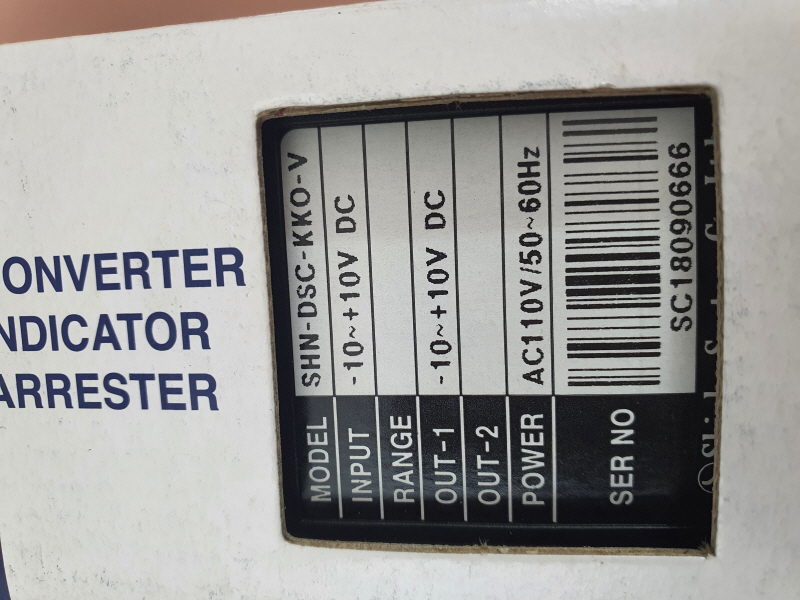 ONVERTER
NDICATOR
ARRESTER
MODEL SHN-DSC-KKO-V
INPUT -10~+10V DC
RANGE
OUT-1 -10~+10V DC
OUT-2
POWER AC110V/50~60Hz
SER NO SC18090666